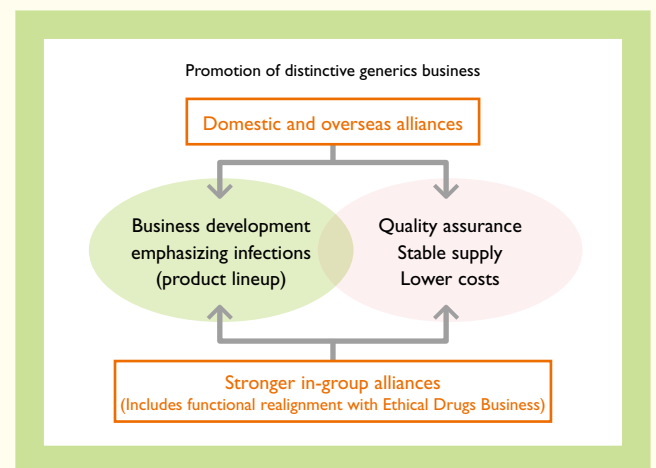 Promotion of distinctive generics business
Domestic and overseas alliances
Business development
emphasizing infections
(product lineup)
Quality assurance
Stable supply
Lower costs
Stronger in-group alliances
(Includes functional realignment with Ethical Drugs Business)